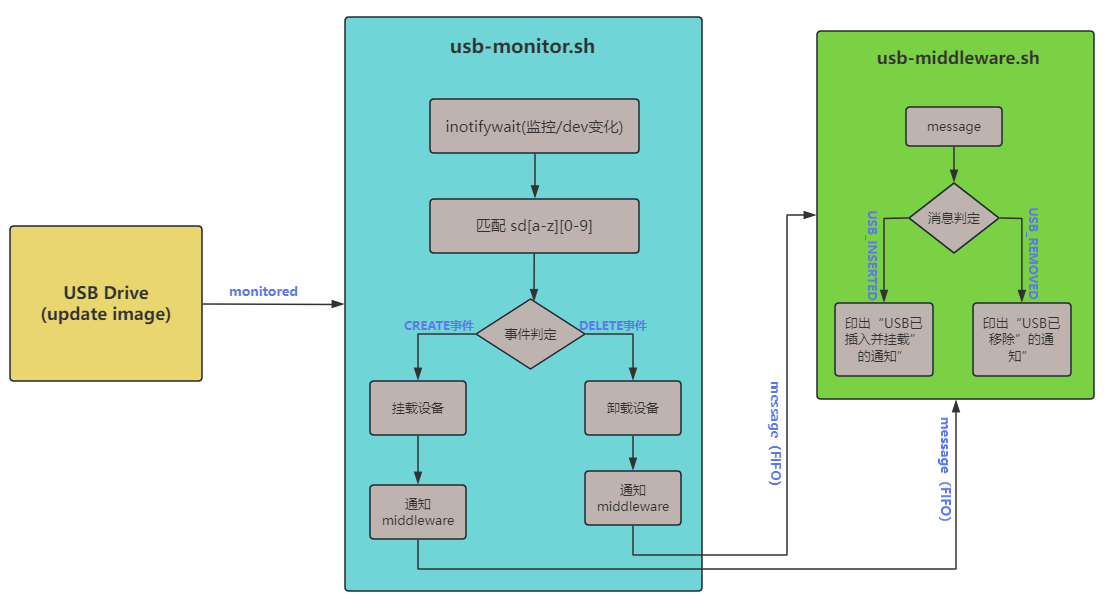 USB Drive
(update image)
monitored
usb-monitor.sh
inotifywait(监控/dev变化)
匹配 sd[a-z][0-9]
事件判定
CREATE事件
DELETE事件
挂载设备
卸载设备
通知
middleware
通知
middleware
message（FIFO）
message（FIFO）
usb-middleware.sh
message
消息判定
USB_INSERTED
USB_REMOVED
印出“USB已
插入并挂载”
的通知”
印出“USB已
移除”的通
知”